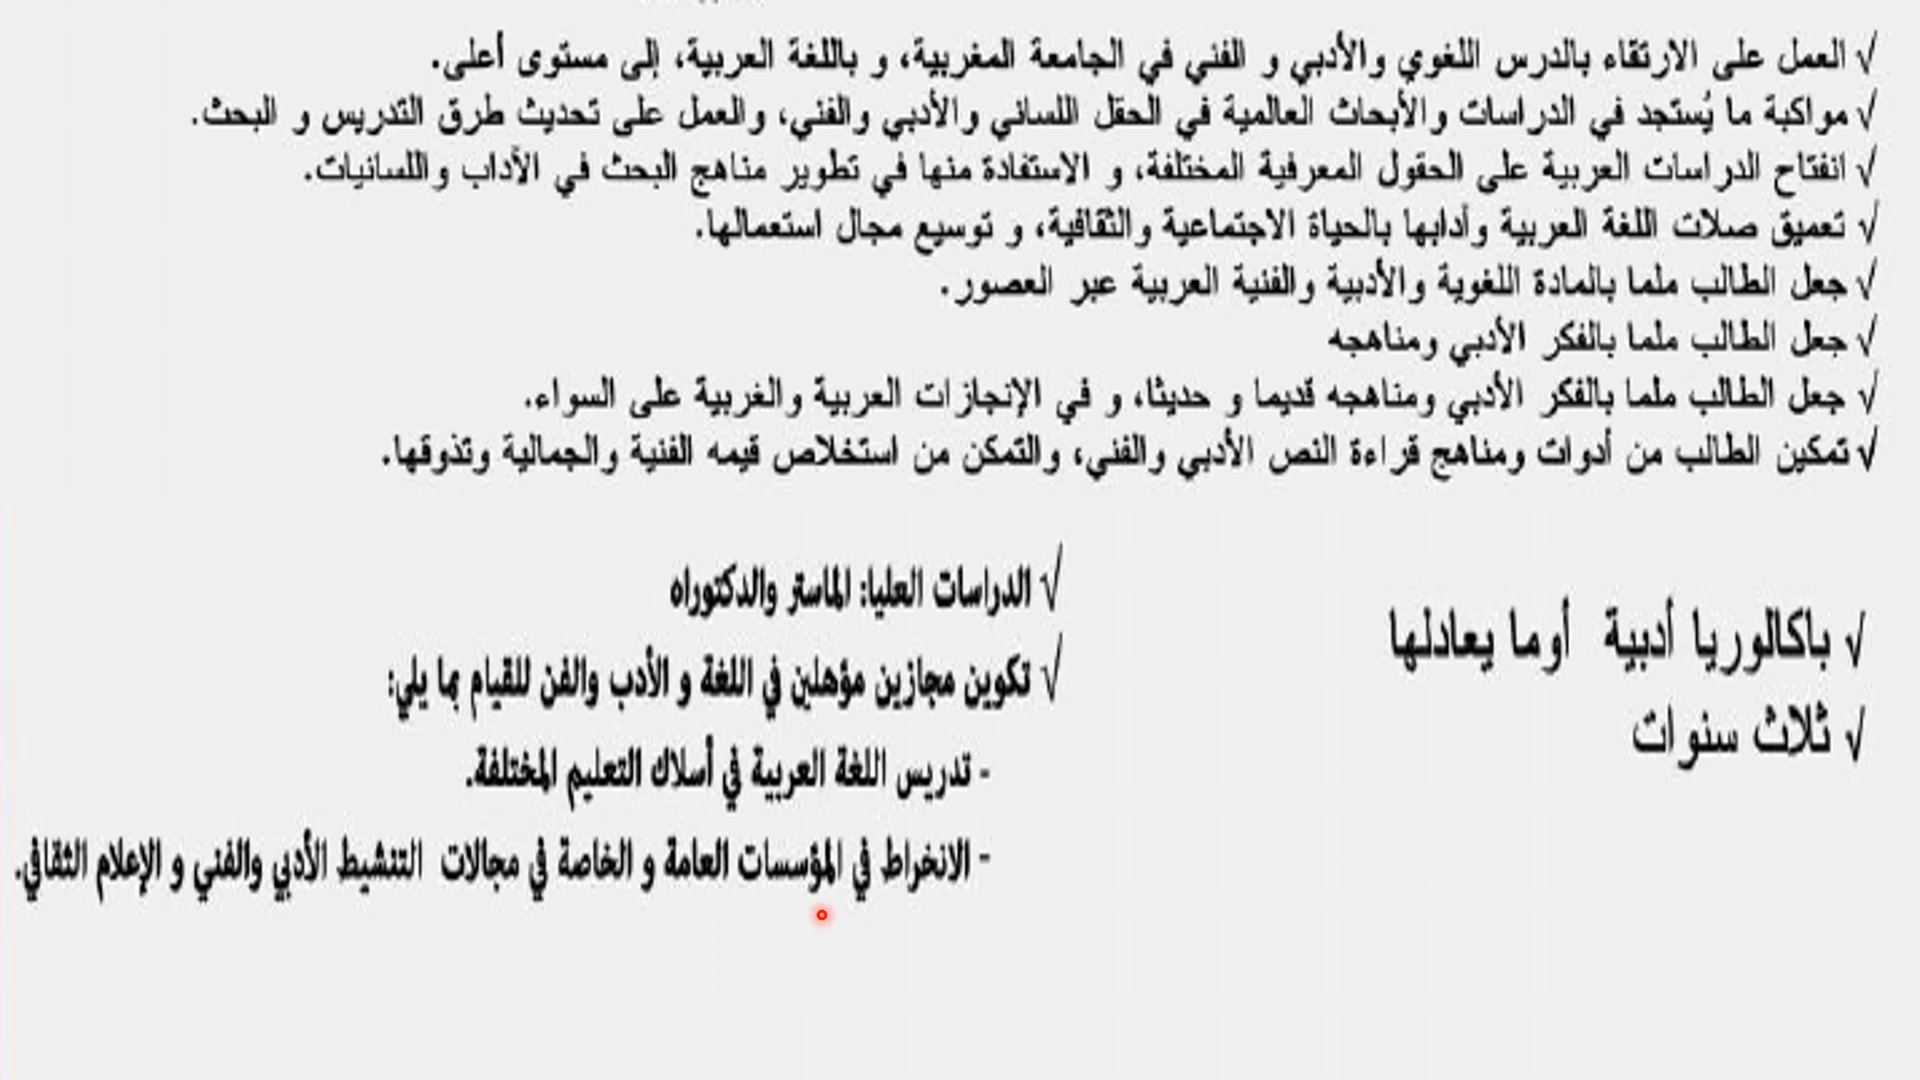 √ العمل على الارتقاء بالدرس اللغوي والأدبي و الفني في الجامعة المغربية، و باللغة العربية، إلى مستوى أعلى.
√ مواكبة ما يُستجد في الدراسات والأبحاث العالمية في الحقل اللساني والأدبي والفني، والعمل على تحديث طرق التدريس و البحث.
√ انفتاح الدراسات العربية على الحقول المعرفية المختلفة، و الاستفادة منها في تطوير مناهج البحث في الآداب واللسانيات.
√ تعميق صلات اللغة العربية وأدابها بالحياة الاجتماعية والثقافية، و توسيع مجال استعمالها.
√ جعل الطالب ملما بالمادة اللغوية والأدبية والفنية العربية عبر العصور.
√ جعل الطالب ملما بالفكر الأدبي ومناهجه
√ جعل الطالب ملما بالفكر الأدبي ومناهجه قديما و حديثا، و في الإنجازات العربية والغربية على السواء.
√ تمكين الطالب من أدوات ومناهج قراءة النص الأدبي والفني، والتمكن من استخلاص قيمه الفنية والجمالية وتذوقها.
√ باكالوريا أدبية أوما يعادلها
√ ثلاث سنوات
√ الدراسات العليا: الماستر والدكتوراه
√ تكوين مجازين مؤهلين في اللغة و الأدب والفن للقيام بما يلي:
- تدريس اللغة العربية في أسلاك التعليم المختلفة.
- الانخراط في المؤسسات العامة و الخاصة في مجالات التنشيط الأدبي والفني و الإعلام الثقافي.